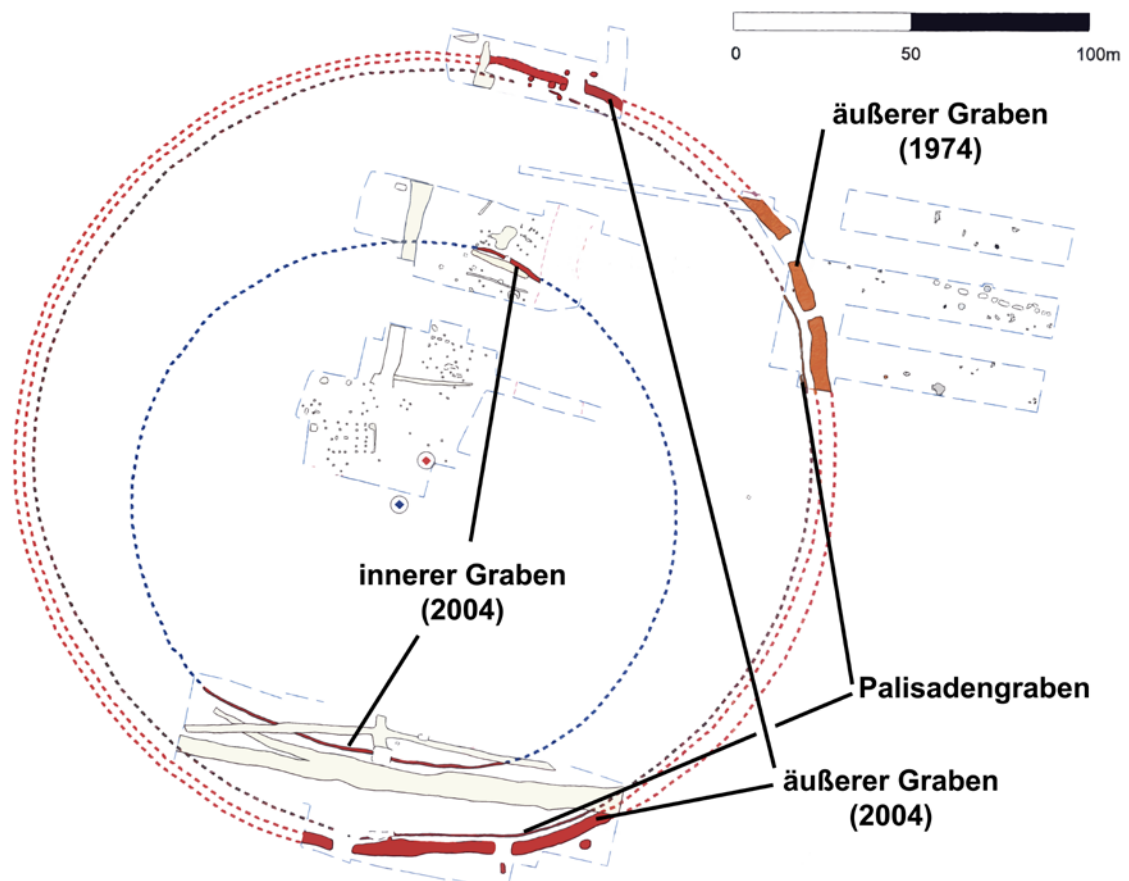 0 50 100m
äußerer Graben
(1974)
innerer Graben
(2004)
Palisadengraben
äußerer Graben
(2004)